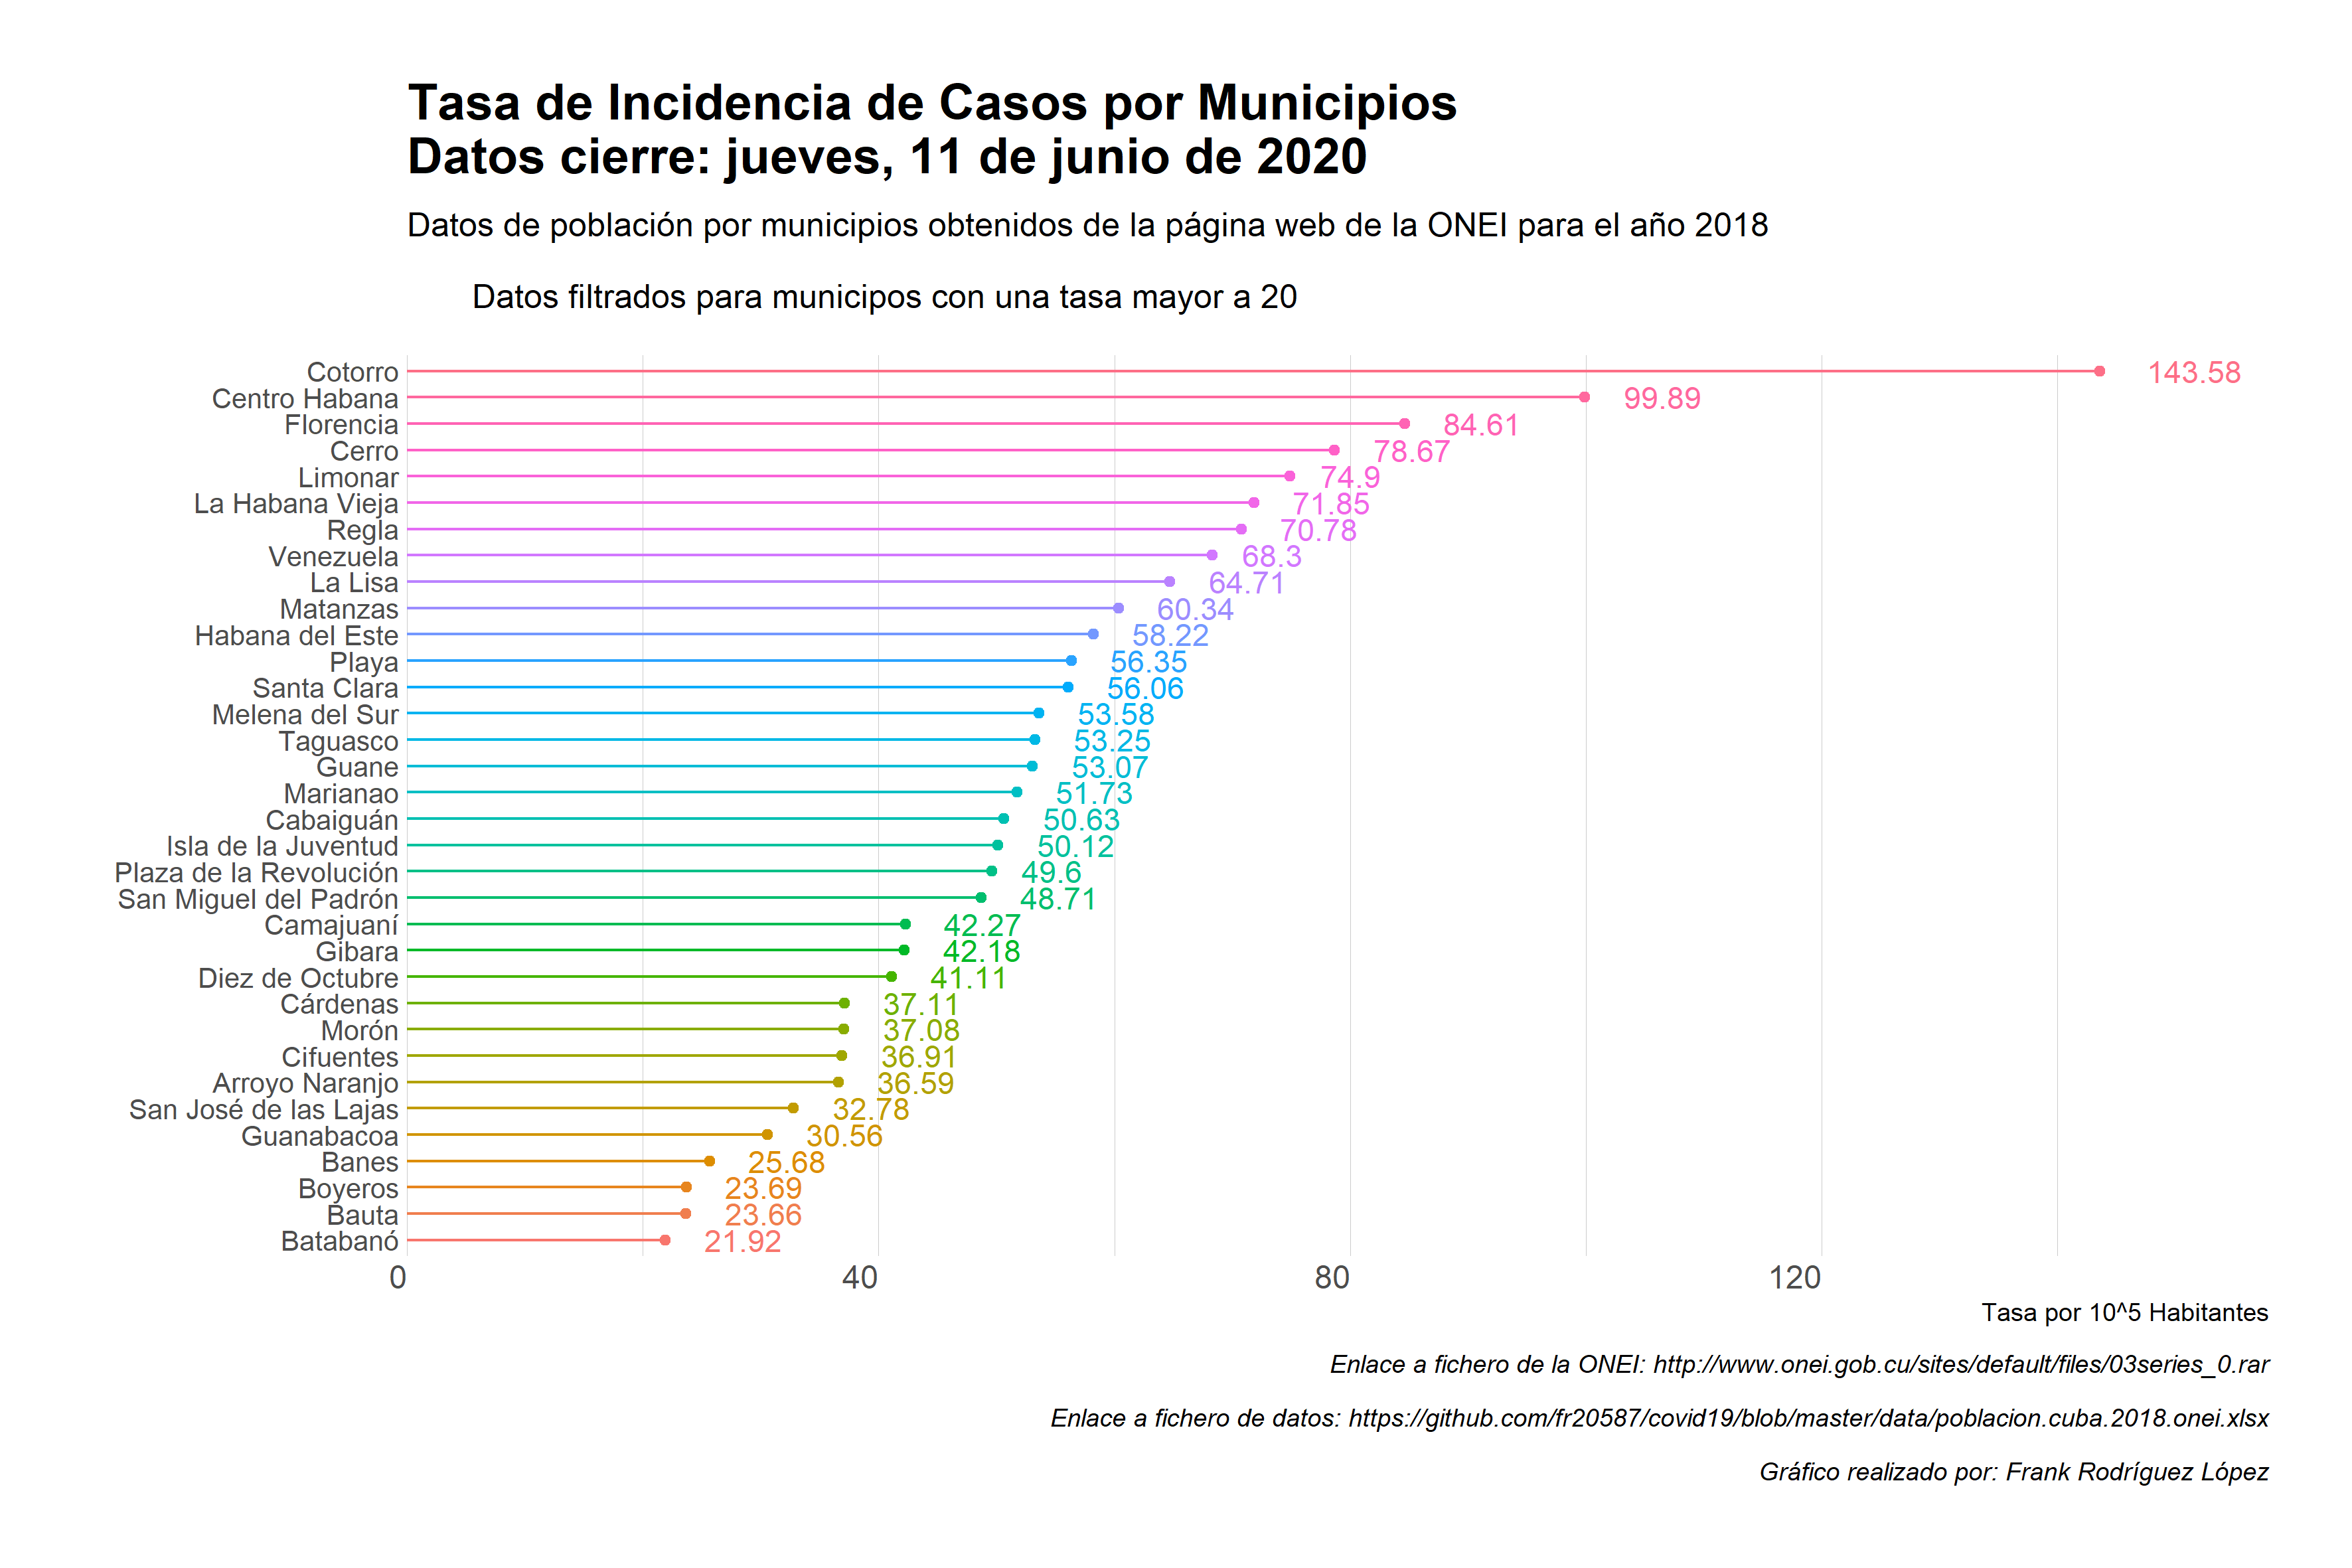 Tasa de Incidencia de Casos por Municipios
Datos cierre: jueves, 11 de junio de 2020
Datos de población por municipios obtenidos de la página web de la ONEI para el año 2018
Datos filtrados para municipos con una tasa mayor a 20
Cotorro 143.58
Centro Habana 99.89
Florencia 84.61
Cerro 78.67
Limonar 74.9
La Habana Vieja 71.85
Regla 70.78
Venezuela 68.3
La Lisa 64.71
Matanzas 60.34
Habana del Este 58.22
Playa 56.35
Santa Clara 56.06
Melena del Sur 53.58
Taguasco 53.25
Guane 53.07
Marianao 51.73
Cabaiguán 50.63
Isla de la Juventud 50.12
Plaza de la Revolución 49.6
San Miguel del Padrón 48.71
Camajuaní 42.27
Gibara 42.18
Diez de Octubre 41.11
Cárdenas 37.11
Morón 37.08
Cifuentes 36.91
Arroyo Naranjo 36.59
San José de las Lajas 32.78
Guanabacoa 30.56
Banes 25.68
Boyeros 23.69
Bauta 23.66
Batabanó 21.92
0 40 80 120
Tasa por 10^5 Habitantes
Enlace a fichero de la ONEI: http://www.onei.gob.cu/sites/default/files/03series_0.rar
Enlace a fichero de datos: https://github.com/fr20587/covid19/blob/master/data/poblacion.cuba.2018.onei.xlsx
Gráfico realizado por: Frank Rodríguez López